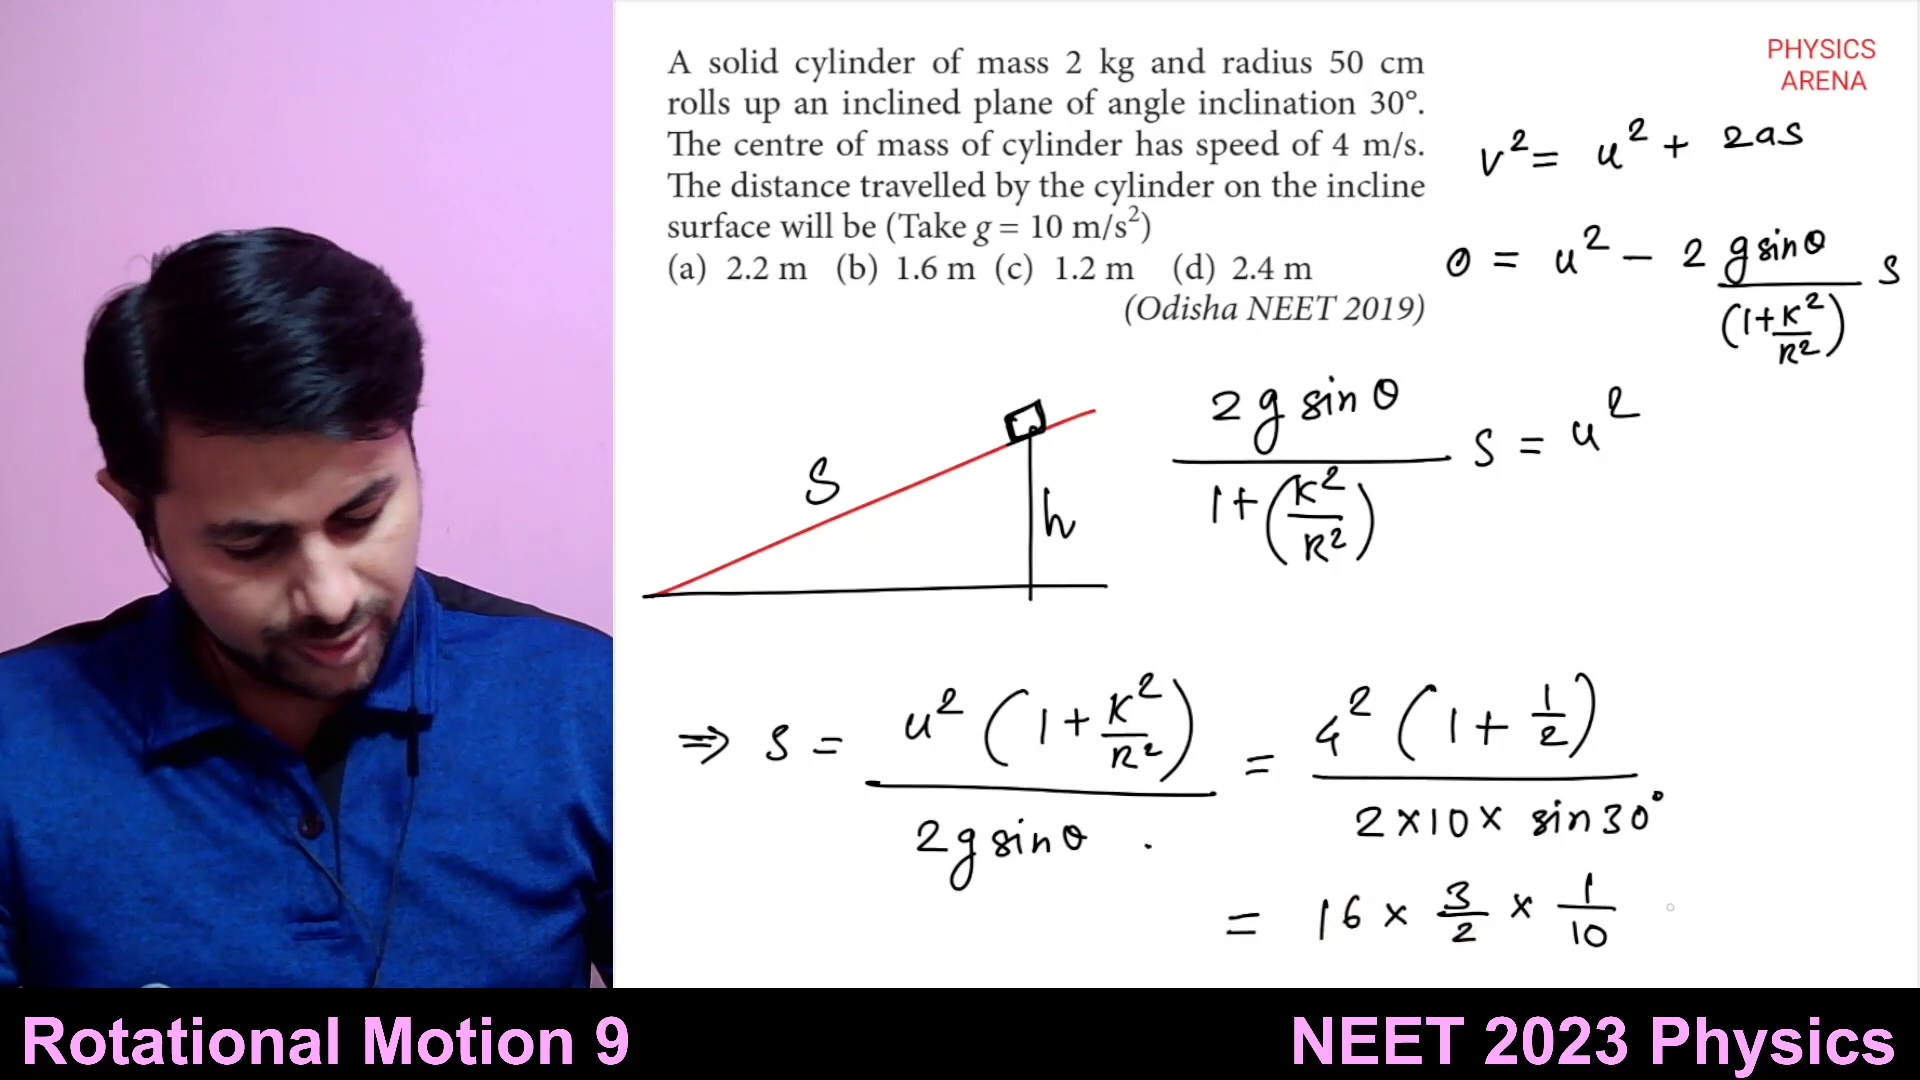 A solid cylinder of mass 2 kg and radius 50 cm
rolls up an inclined plane of angle inclination 30°.
The centre of mass of cylinder has speed of 4 m/s.
The distance travelled by the cylinder on the incline
surface will be (Take g = 10 m/s²)
(a) 2.2 m (b) 1.6 m (c) 1.2 m (d) 2.4 m
(Odisha NEET 2019)
PHYSICS
ARENA
v² = u² + 2as
0 = u² - 2 g sinθ / (1+K²/R²) s
S
h
2 g sin θ / 1+(K²/R²) s = u²
⇒ s = u² (1+K²/R²) / 2g sinθ . = 4² (1 + 1/2) / 2×10× sin30°
= 16 × 3/2 × 1/10
Rotational Motion 9
NEET 2023 Physics